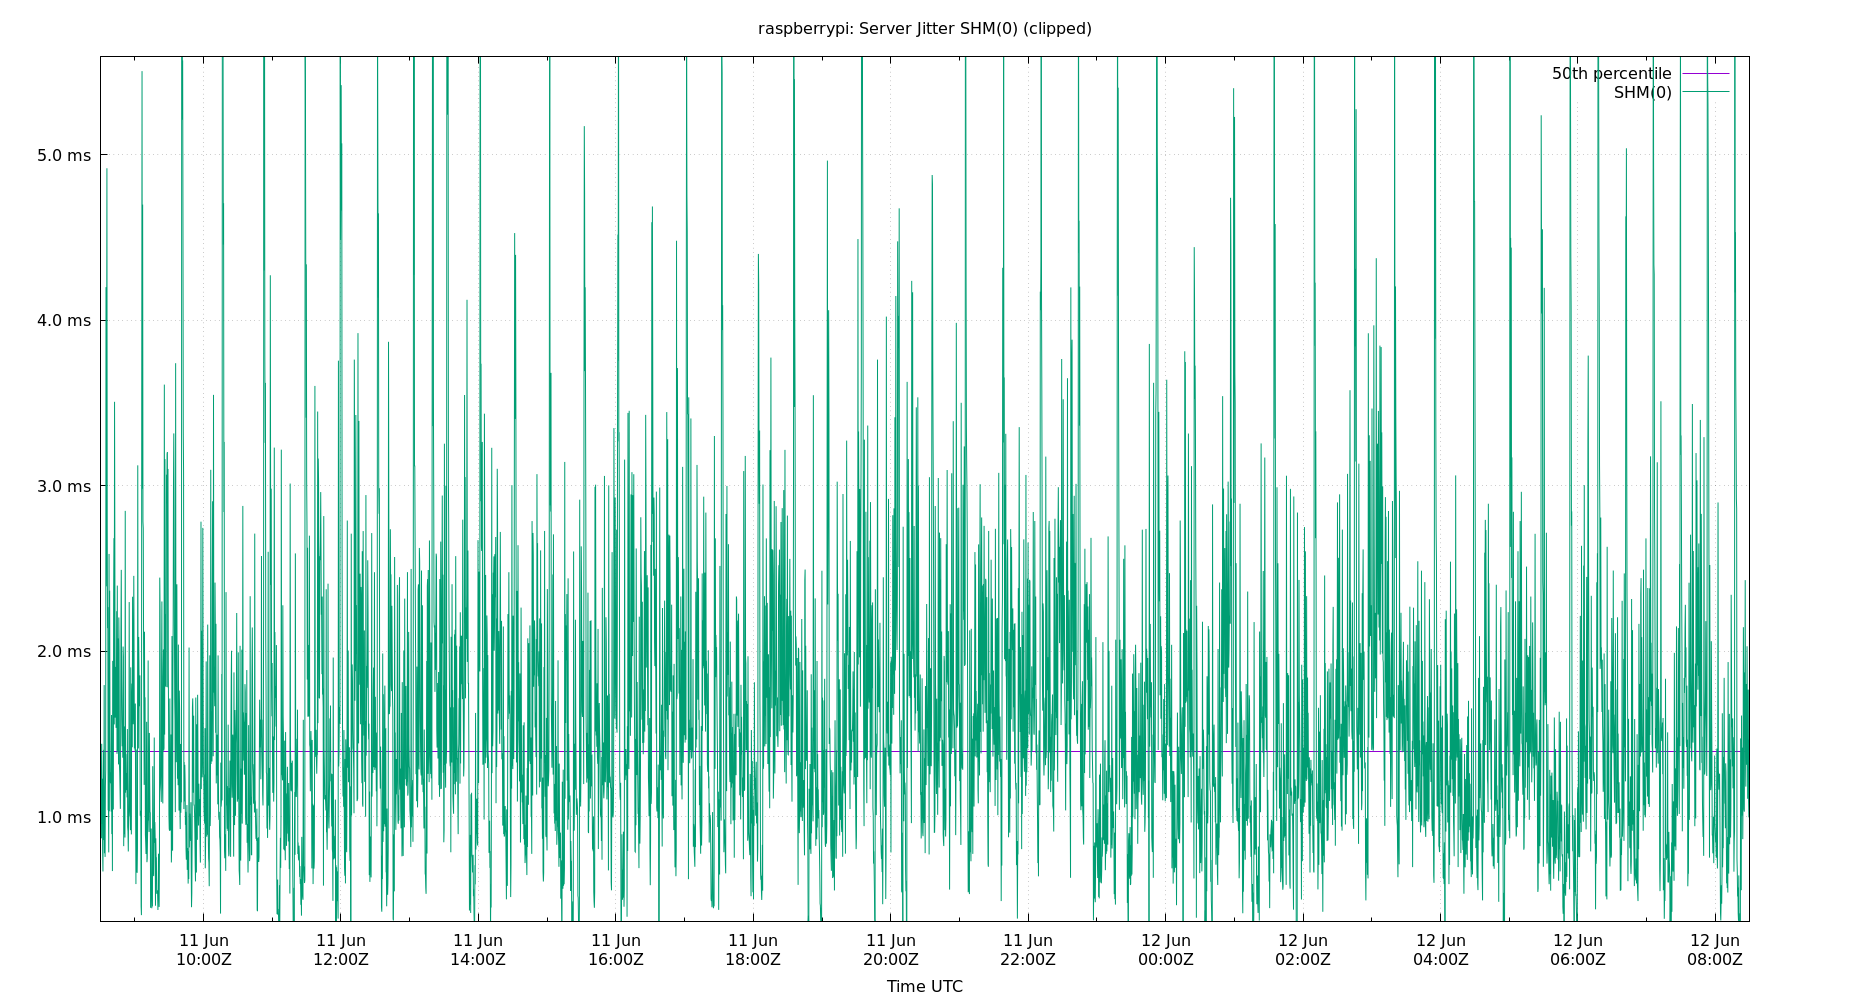 raspberrypi: Server Jitter SHM(0) (clipped)
50th percentile
SHM(0)
5.0 ms
4.0 ms
3.0 ms
2.0 ms
1.0 ms
11 Jun 11 Jun 11 Jun 11 Jun 11 Jun 11 Jun 11 Jun 12 Jun 12 Jun 12 Jun 12 Jun 12 Jun
10:00Z 12:00Z 14:00Z 16:00Z 18:00Z 20:00Z 22:00Z 00:00Z 02:00Z 04:00Z 06:00Z 08:00Z
Time UTC